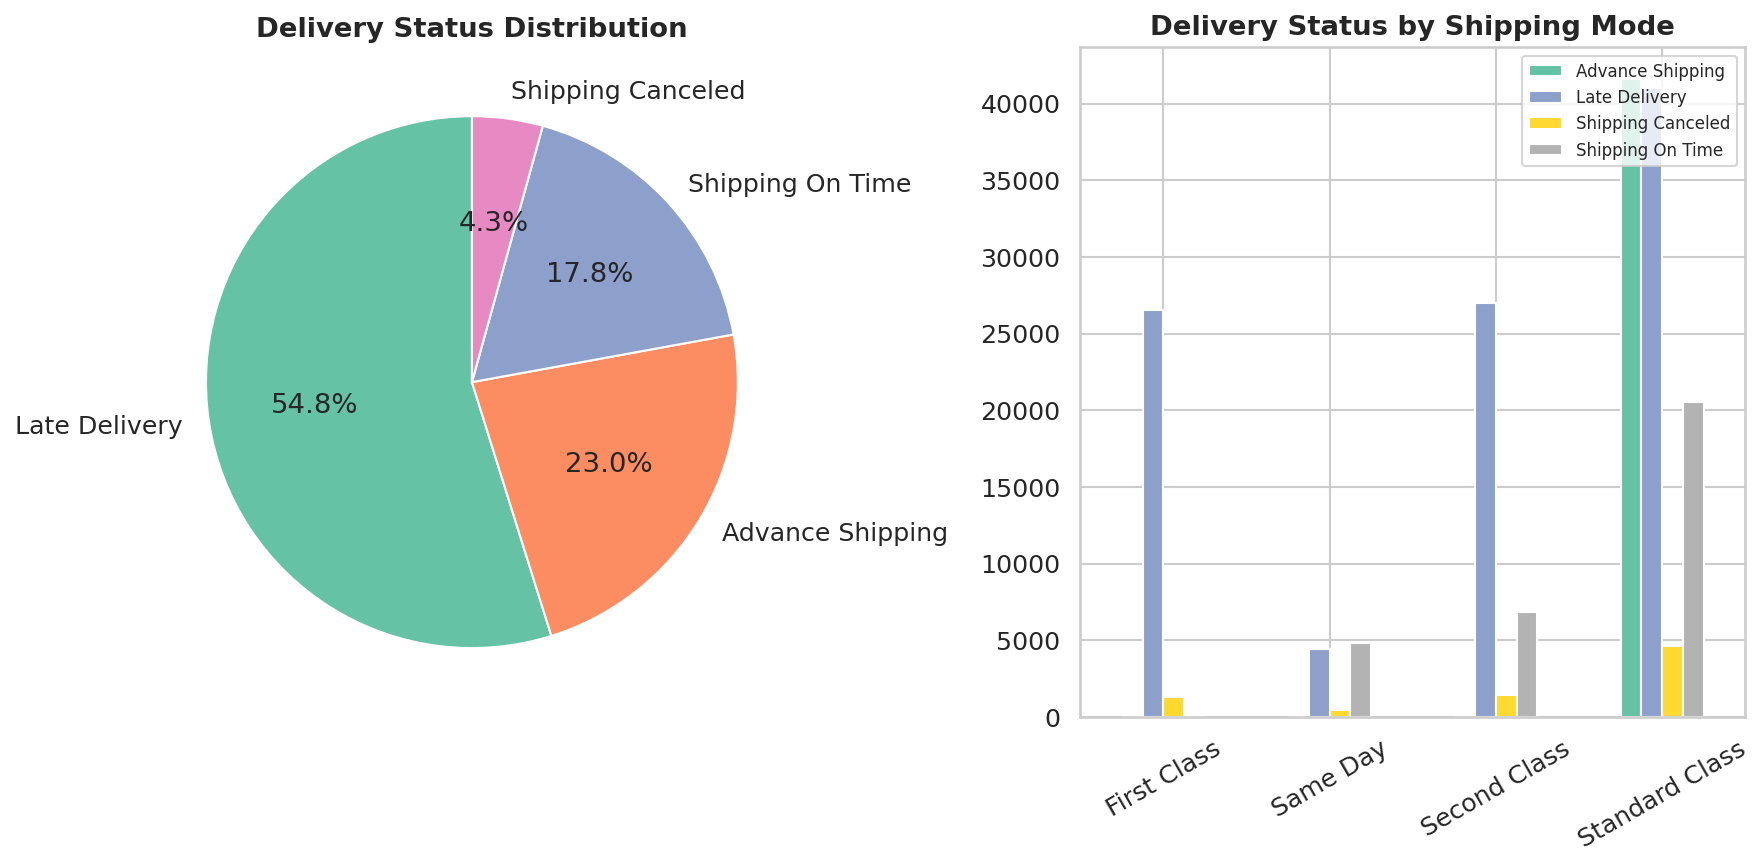 Delivery Status Distribution
Shipping Canceled
Shipping On Time
4.3%
17.8%
54.8%
Late Delivery
23.0%
Advance Shipping
Delivery Status by Shipping Mode
Advance Shipping
Late Delivery
Shipping Canceled
Shipping On Time
40000
35000
30000
25000
20000
15000
10000
5000
0
First Class
Same Day
Second Class
Standard Class